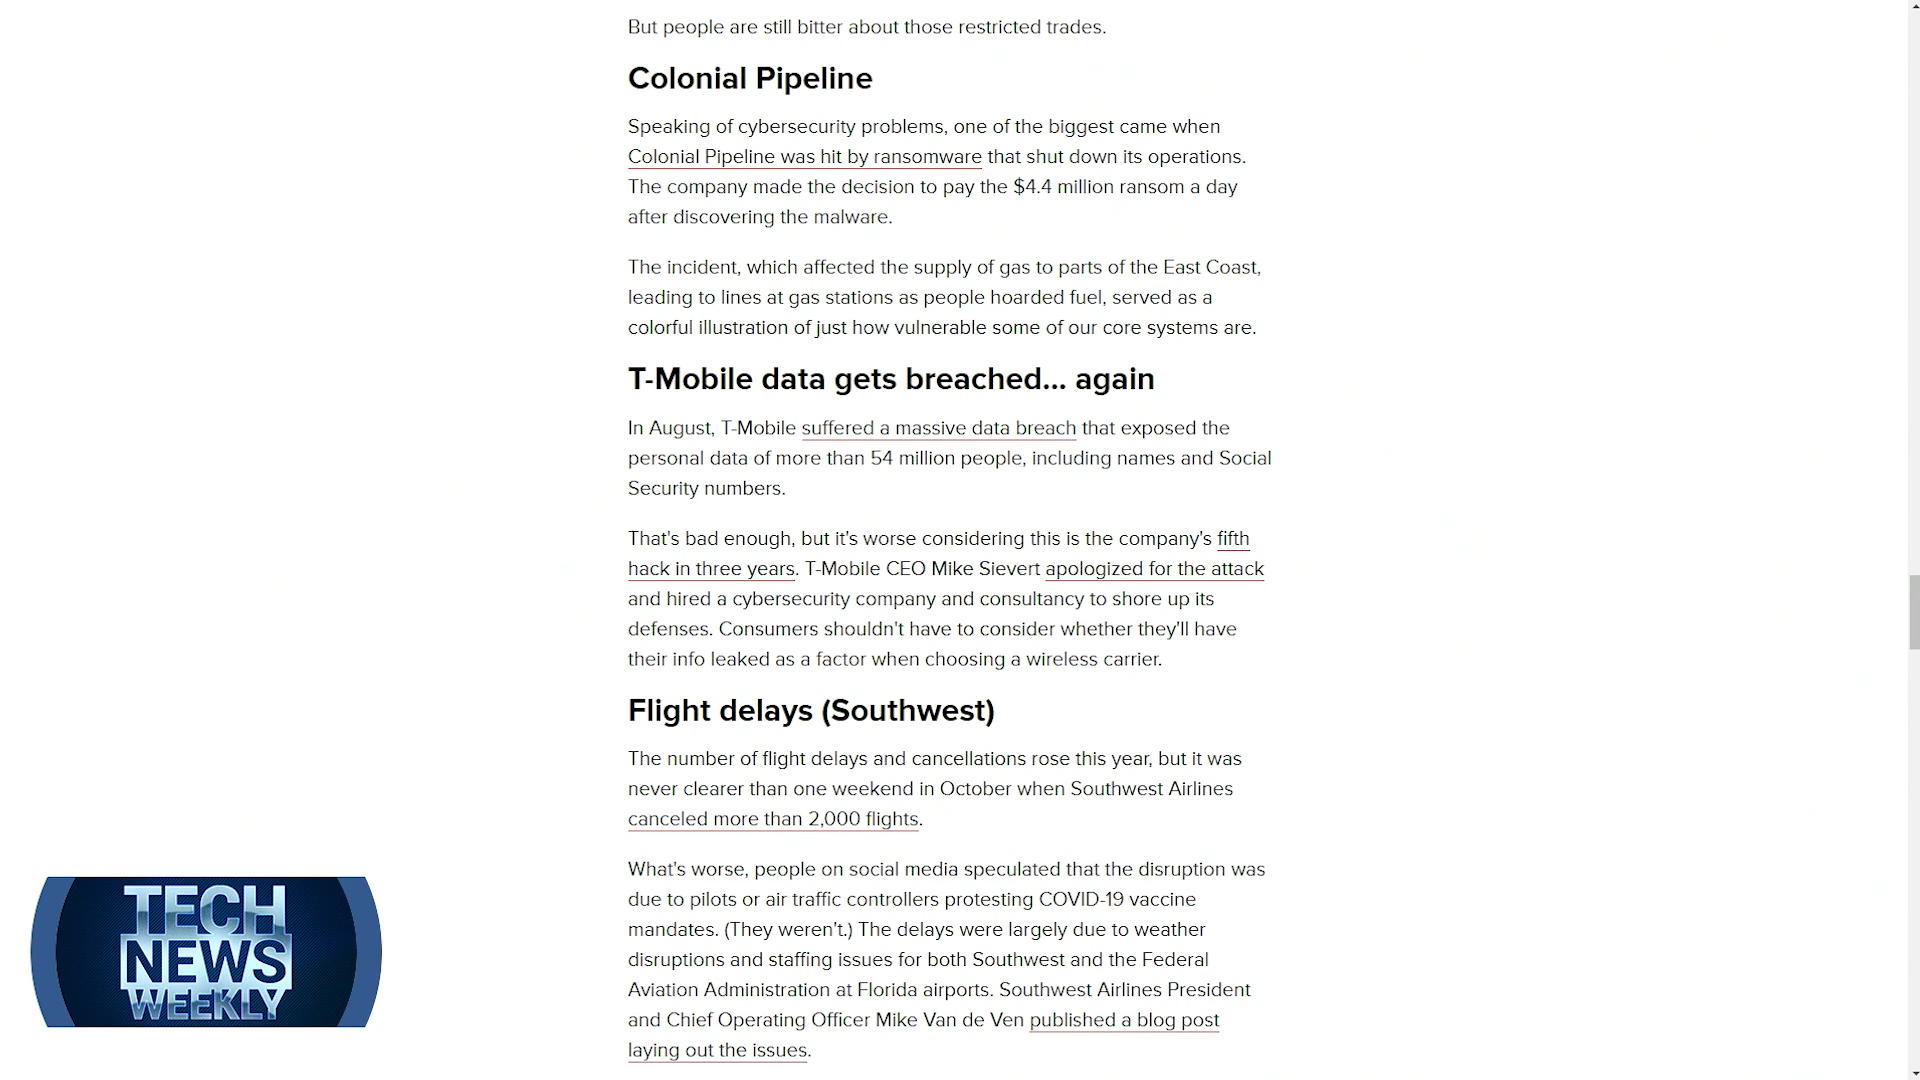 But people are still bitter about those restricted trades.
Colonial Pipeline
Speaking of cybersecurity problems, one of the biggest came when
Colonial Pipeline was hit by ransomware that shut down its operations.
The company made the decision to pay the $4.4 million ransom a day
after discovering the malware.
The incident, which affected the supply of gas to parts of the East Coast,
leading to lines at gas stations as people hoarded fuel, served as a
colorful illustration of just how vulnerable some of our core systems are.
T-Mobile data gets breached... again
In August, T-Mobile suffered a massive data breach that exposed the
personal data of more than 54 million people, including names and Social
Security numbers.
That's bad enough, but it's worse considering this is the company's fifth
hack in three years. T-Mobile CEO Mike Sievert apologized for the attack
and hired a cybersecurity company and consultancy to shore up its
defenses. Consumers shouldn't have to consider whether they'll have
their info leaked as a factor when choosing a wireless carrier.
Flight delays (Southwest)
The number of flight delays and cancellations rose this year, but it was
never clearer than one weekend in October when Southwest Airlines
canceled more than 2,000 flights.
What's worse, people on social media speculated that the disruption was
due to pilots or air traffic controllers protesting COVID-19 vaccine
mandates. (They weren't.) The delays were largely due to weather
disruptions and staffing issues for both Southwest and the Federal
Aviation Administration at Florida airports. Southwest Airlines President
and Chief Operating Officer Mike Van de Ven published a blog post
laying out the issues.
TECH
NEWS
WEEKLY